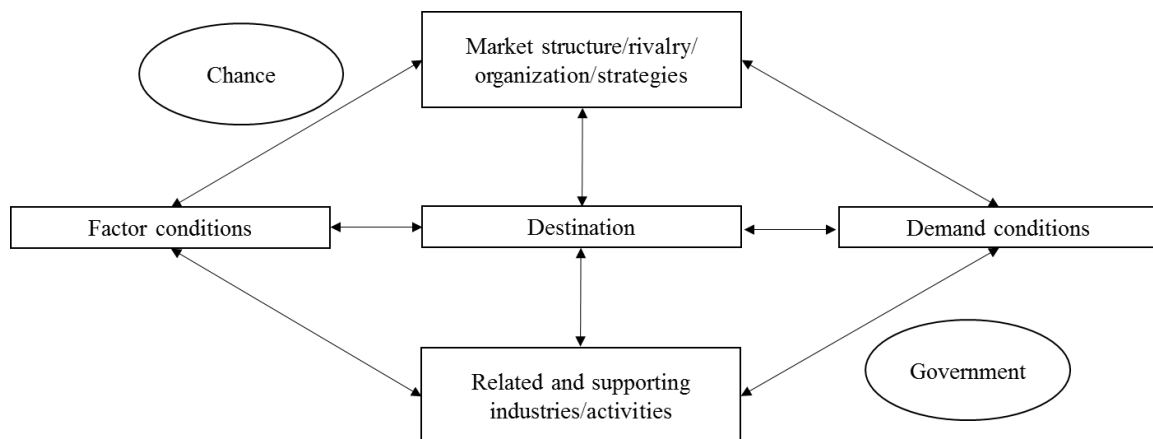 Chance
Market structure/rivalry/
organization/strategies
Factor conditions
Destination
Demand conditions
Related and supporting
industries/activities
Government